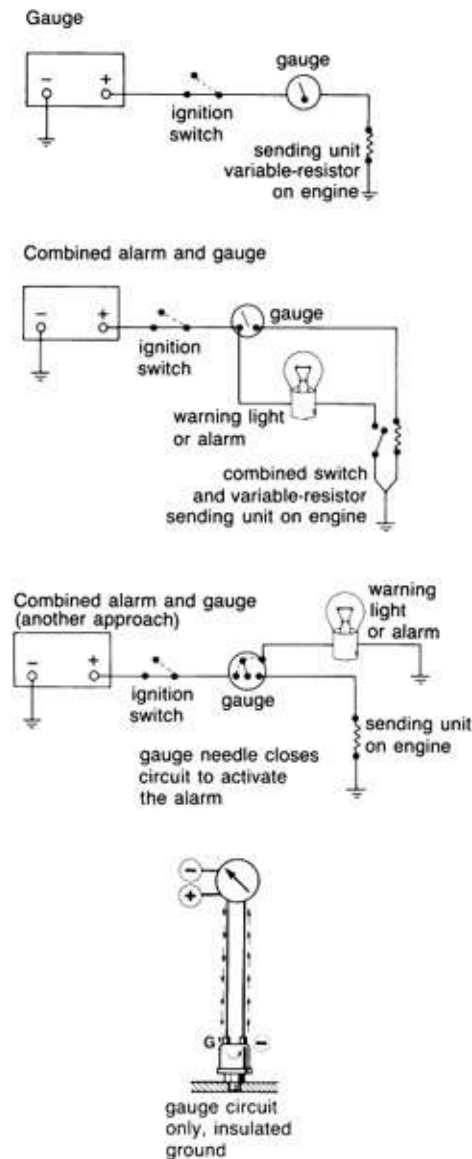 Gauge
gauge
- +
ignition
switch
sending unit
variable-resistor
on engine
Combined alarm and gauge
gauge
- +
ignition
switch
warning light
or alarm
combined switch
and variable-resistor
sending unit on engine
warning
light
or alarm
Combined alarm and gauge
(another approach)
- +
ignition
switch
gauge
sending unit
on engine
gauge needle closes
circuit to activate
the alarm
-
+
G -
gauge circuit
only, insulated
ground